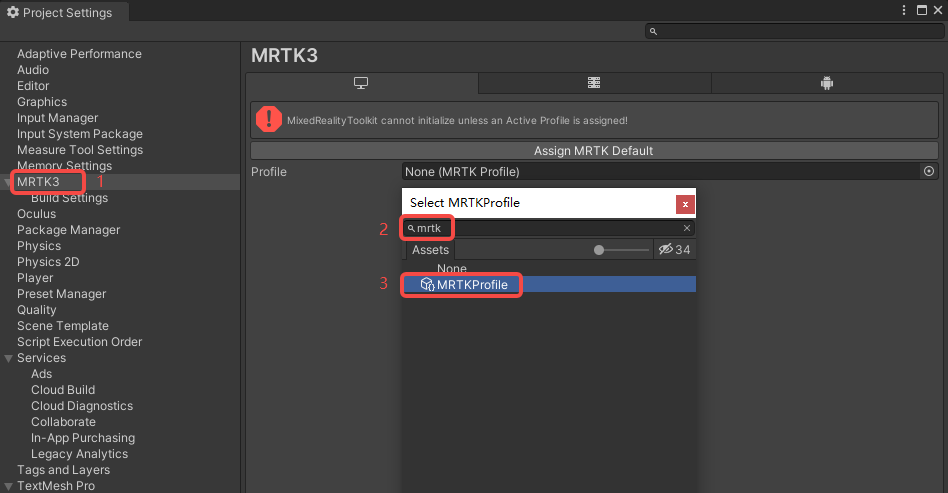 Project Settings
Adaptive Performance
Audio
Editor
Graphics
Input Manager
Input System Package
Measure Tool Settings
Memory Settings
MRTK3 1
Build Settings
Oculus
Package Manager
Physics
Physics 2D
Player
Preset Manager
Quality
Scene Template
Script Execution Order
Services
Ads
Cloud Build
Cloud Diagnostics
Collaborate
In-App Purchasing
Legacy Analytics
Tags and Layers
TextMesh Pro
MRTK3
MixedRealityToolkit cannot initialize unless an Active Profile is assigned!
Assign MRTK Default
Profile None (MRTK Profile)
Select MRTKProfile x
2 mrtk
Assets 34
None
3 MRTKProfile